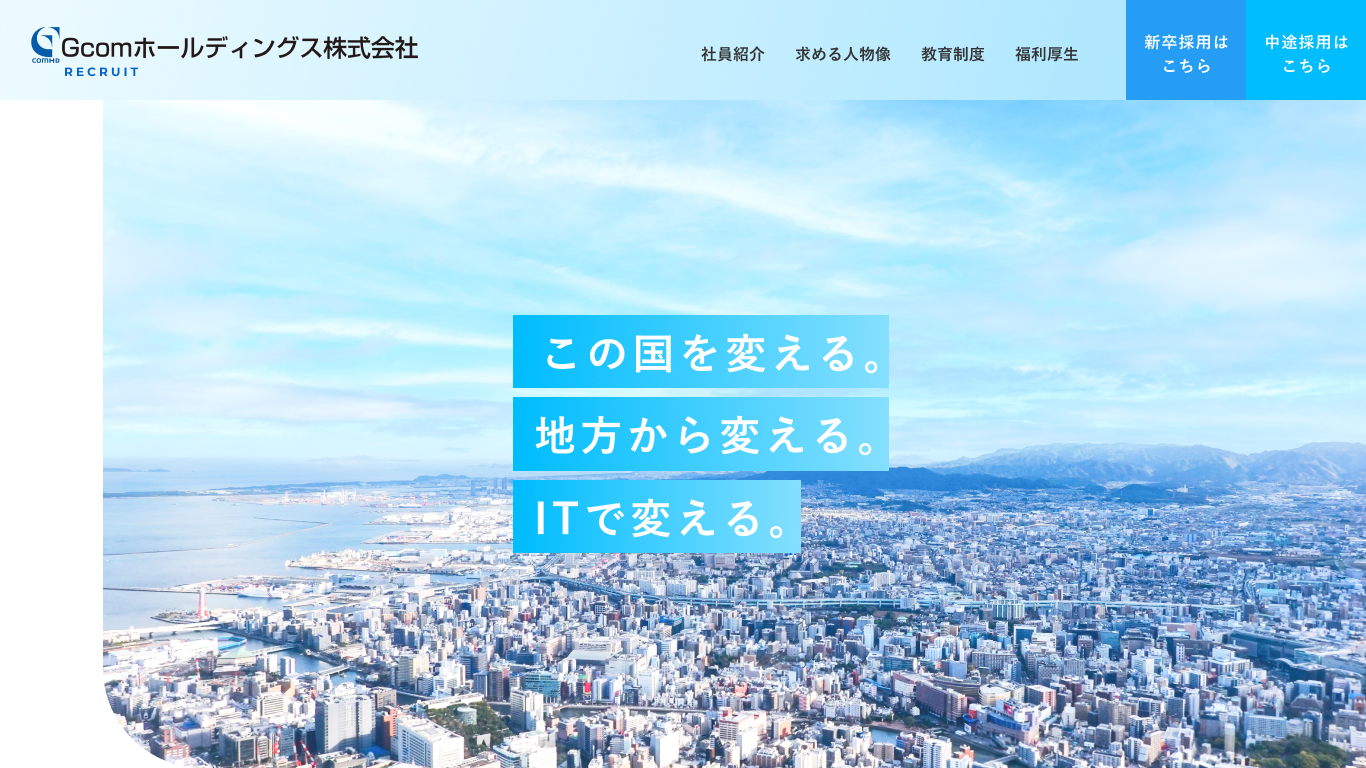 Gcomホールディングス株式会社
COMHD
RECRUIT
社員紹介 求める人物像 教育制度 福利厚生
新卒採用は
こちら
中途採用は
こちら
この国を変える。
地方から変える。
ITで変える。